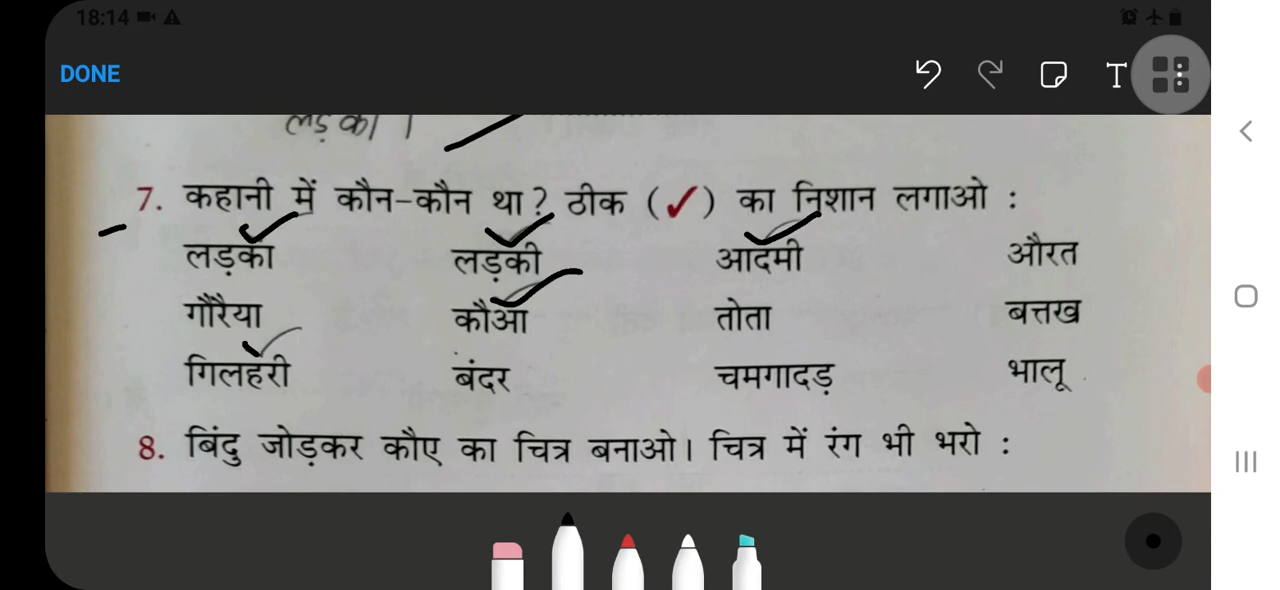 18:14
DONE
T
लड़का ।
7. कहानी में कौन-कौन था? ठीक (✓) का निशान लगाओ :
लड़का लड़की आदमी औरत
गौरैया कौआ तोता बत्तख
गिलहरी बंदर चमगादड़ भालू
8. बिंदु जोड़कर कौए का चित्र बनाओ। चित्र में रंग भी भरो :